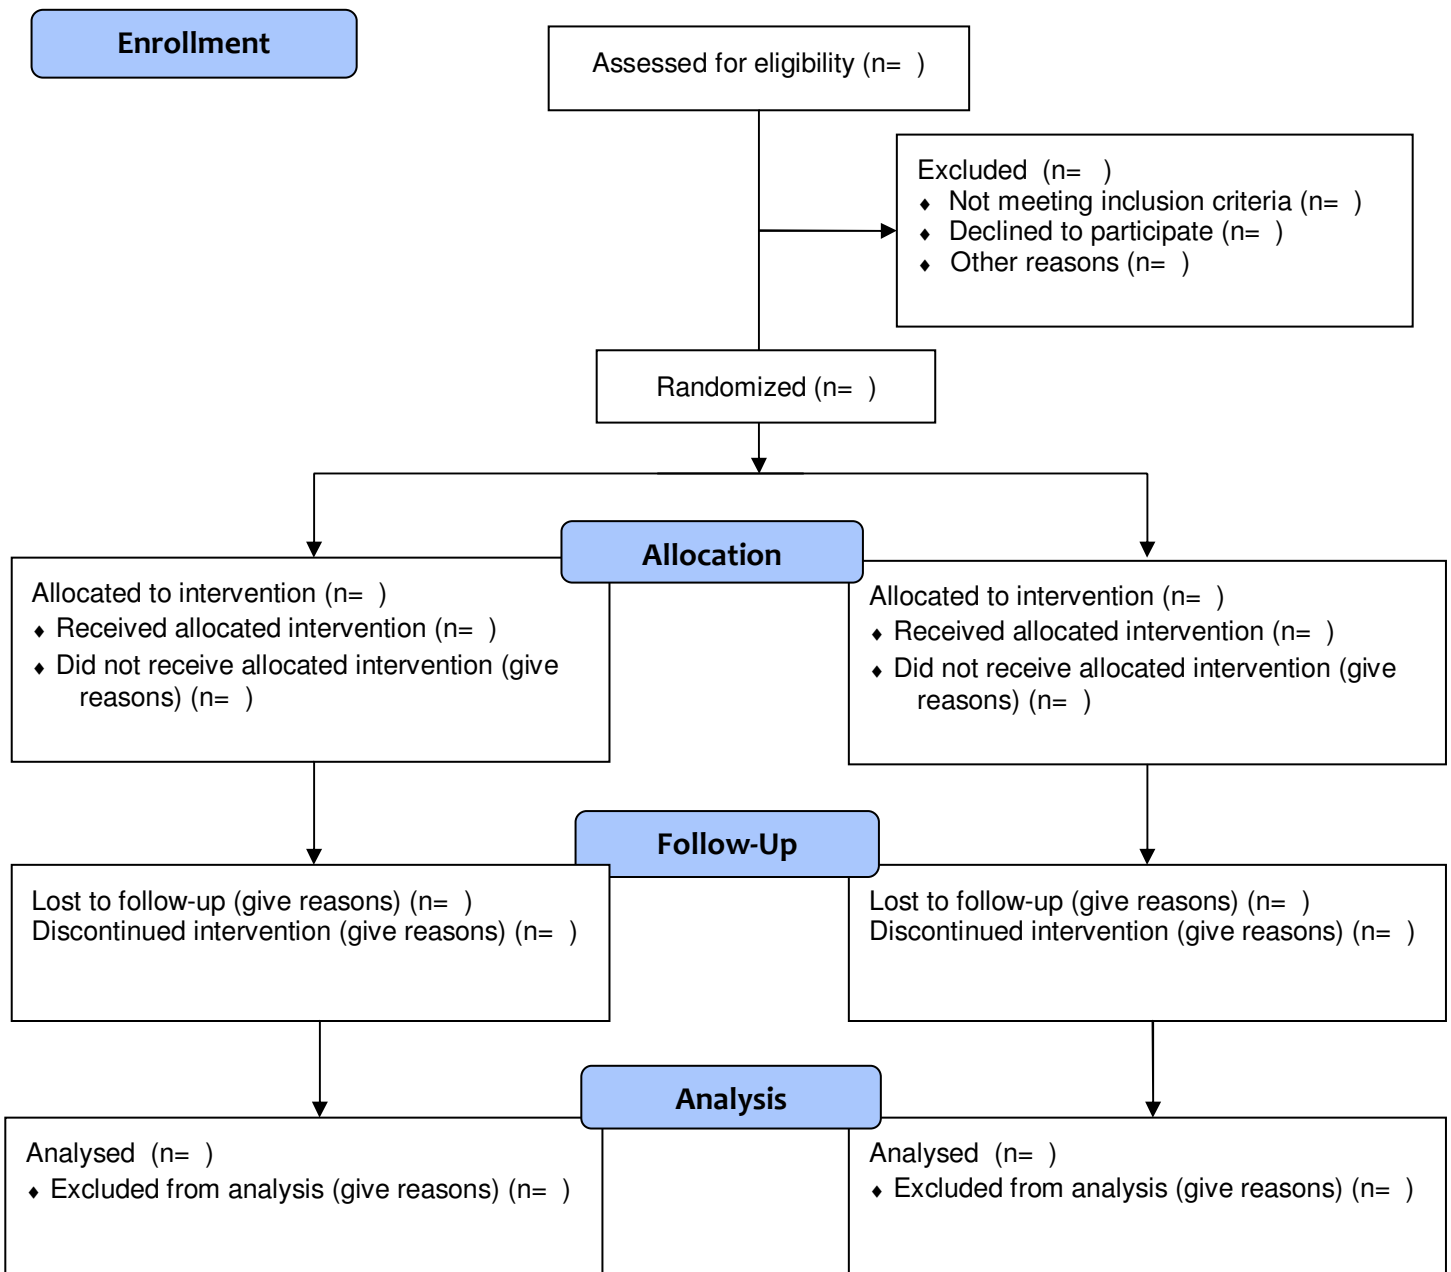 Enrollment
Assessed for eligibility (n=  )
Excluded  (n=   )
♦ Not meeting inclusion criteria (n=  )
♦ Declined to participate (n=  )
♦ Other reasons (n=  )
Randomized (n=  )
Allocation
Allocated to intervention (n=  )
♦ Received allocated intervention (n=  )
♦ Did not receive allocated intervention (give
reasons) (n=  )
Allocated to intervention (n=  )
♦ Received allocated intervention (n=  )
♦ Did not receive allocated intervention (give
reasons) (n=  )
Follow-Up
Lost to follow-up (give reasons) (n=  )
Discontinued intervention (give reasons) (n=  )
Lost to follow-up (give reasons) (n=  )
Discontinued intervention (give reasons) (n=  )
Analysis
Analysed  (n=  )
♦ Excluded from analysis (give reasons) (n=  )
Analysed  (n=  )
♦ Excluded from analysis (give reasons) (n=  )